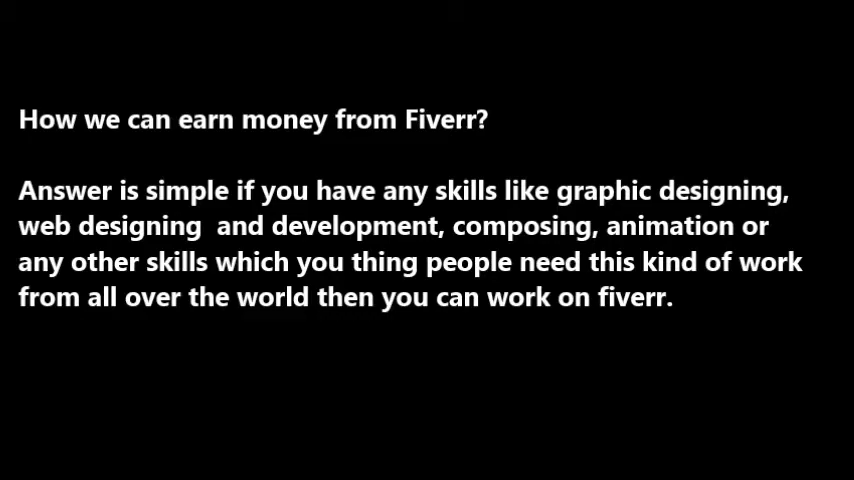 How we can earn money from Fiverr?
Answer is simple if you have any skills like graphic designing,
web designing  and development, composing, animation or
any other skills which you thing people need this kind of work
from all over the world then you can work on fiverr.